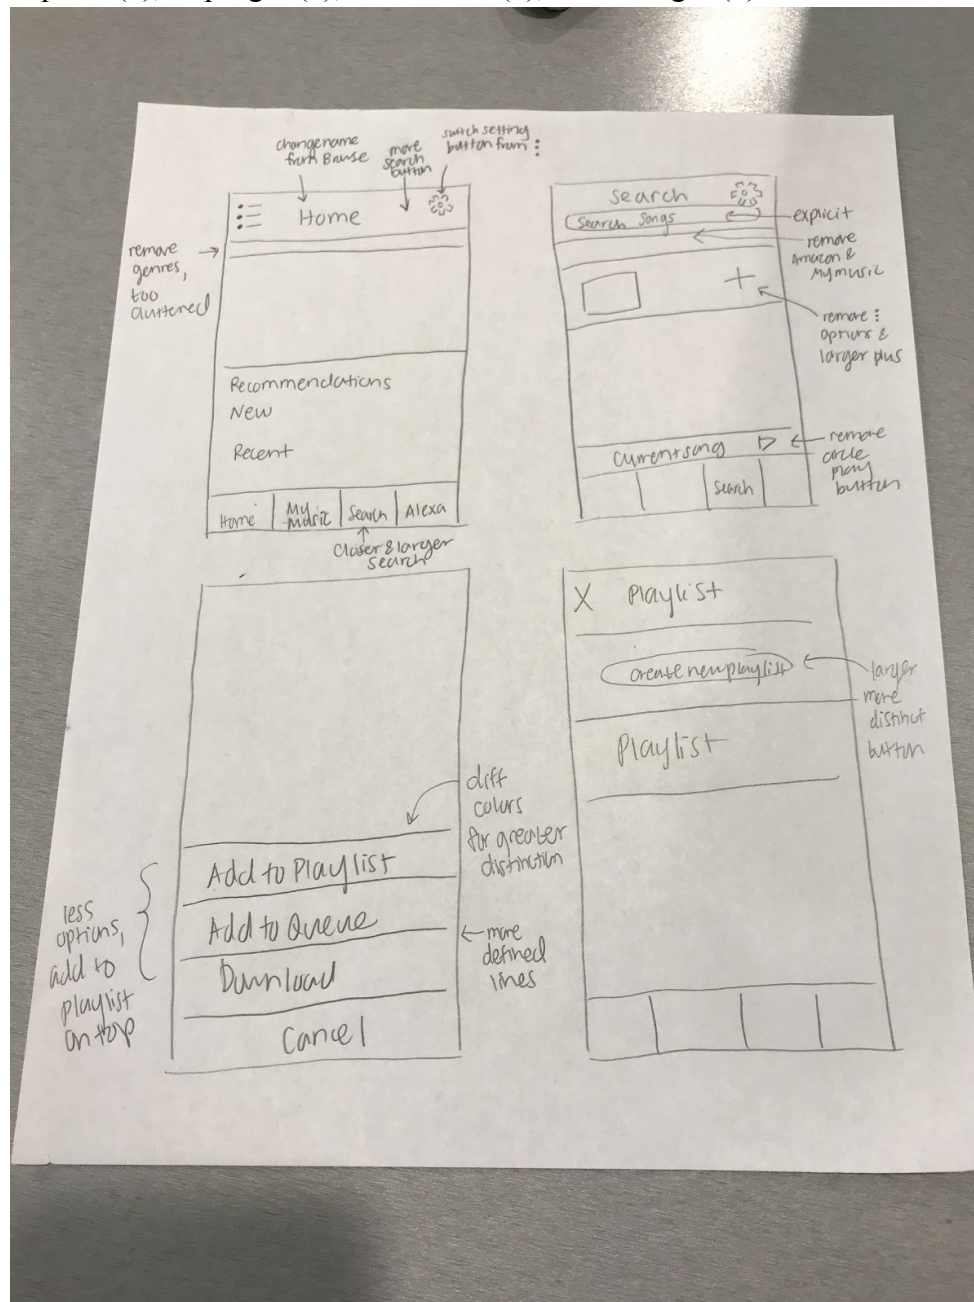 change name
from Browse
more
search
button
switch setting
button from ⋮
Home
remove
genres,
too
cluttered
Recommendations
New
Recent
Home
My
Music
Search
Alexa
closer & larger
search
search
Search Songs
explicit
remove
Amazon &
My music
+
remove ⋮
options &
larger plus
current song
remove
circle
play
button
Search
diff
colors
for greater
distinction
Add to Playlist
Add to Queue
Download
Cancel
less
options,
add to
playlist
on top
more
defined
lines
X Playlist
create new playlist
larger
more
distinct
button
Playlist